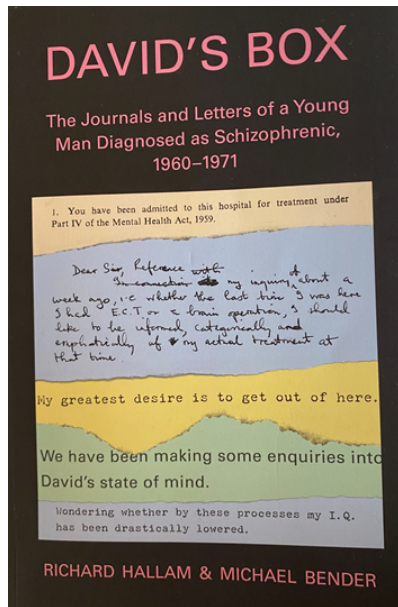 DAVID'S BOX
The Journals and Letters of a Young
Man Diagnosed as Schizophrenic,
1960–1971
1. You have been admitted to this hospital for treatment under
Part IV of the Mental Health Act, 1959.
Dear Sir, Reference with
In connection to my inquiry of about a
week ago, i.e whether the last time I was here
I had E.C.T. or a brain operation, I should
like to be informed, categorically and
emphatically of my actual treatment at
that time.
My greatest desire is to get out of here.
We have been making some enquiries into
David's state of mind.
Wondering whether by these processes my I.Q.
has been drastically lowered.
RICHARD HALLAM & MICHAEL BENDER